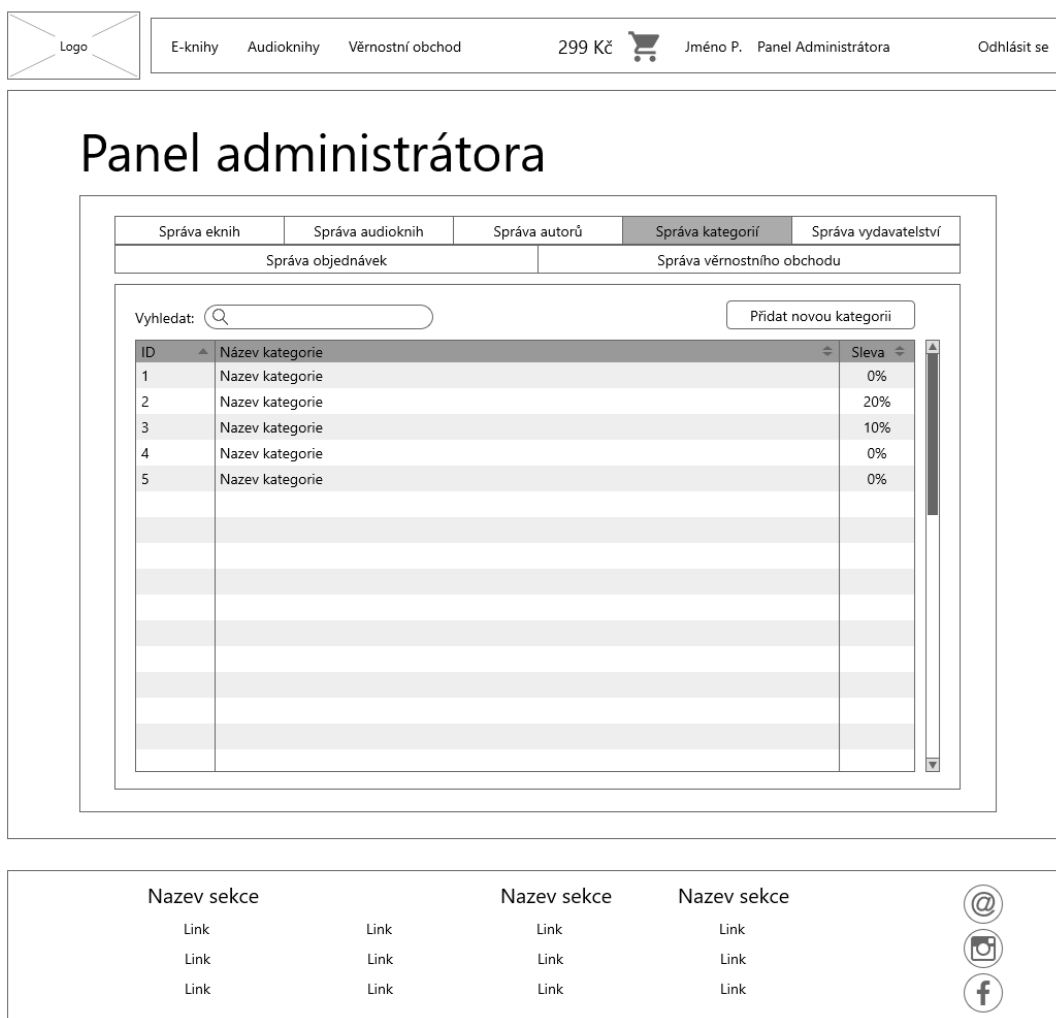 Logo
E-knihy Audioknihy Věrnostní obchod 299 Kč Jméno P. Panel Administrátora Odhlásit se
Panel administrátora
Správa eknih Správa audioknih Správa autorů Správa kategorií Správa vydavatelství
Správa objednávek Správa věrnostního obchodu
Vyhledat: Přidat novou kategorii
ID Název kategorie Sleva
1 Nazev kategorie 0%
2 Nazev kategorie 20%
3 Nazev kategorie 10%
4 Nazev kategorie 0%
5 Nazev kategorie 0%
Nazev sekce Nazev sekce Nazev sekce
Link Link Link Link
Link Link Link Link
Link Link Link Link